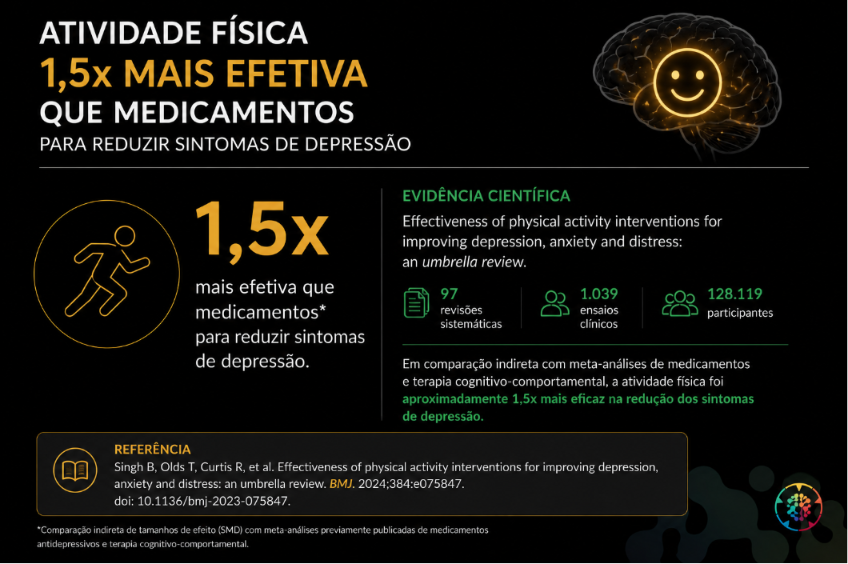 ATIVIDADE FÍSICA
1,5x MAIS EFETIVA
QUE MEDICAMENTOS
PARA REDUZIR SINTOMAS DE DEPRESSÃO
1,5x
mais efetiva que
medicamentos*
para reduzir sintomas
de depressão.
EVIDÊNCIA CIENTÍFICA
Effectiveness of physical activity interventions for
improving depression, anxiety and distress:
an umbrella review.
97
revisões
sistemáticas
1.039
ensaios
clínicos
128.119
participantes
Em comparação indireta com meta-análises de medicamentos
e terapia cognitivo-comportamental, a atividade física foi
aproximadamente 1,5x mais eficaz na redução dos sintomas
de depressão.
REFERÊNCIA
Singh B, Olds T, Curtis R, et al. Effectiveness of physical activity interventions for improving depression,
anxiety and distress: an umbrella review. BMJ. 2024;384:e075847.
doi: 10.1136/bmj-2023-075847.
*Comparação indireta de tamanhos de efeito (SMD) com meta-análises previamente publicadas de medicamentos
antidepressivos e terapia cognitivo-comportamental.